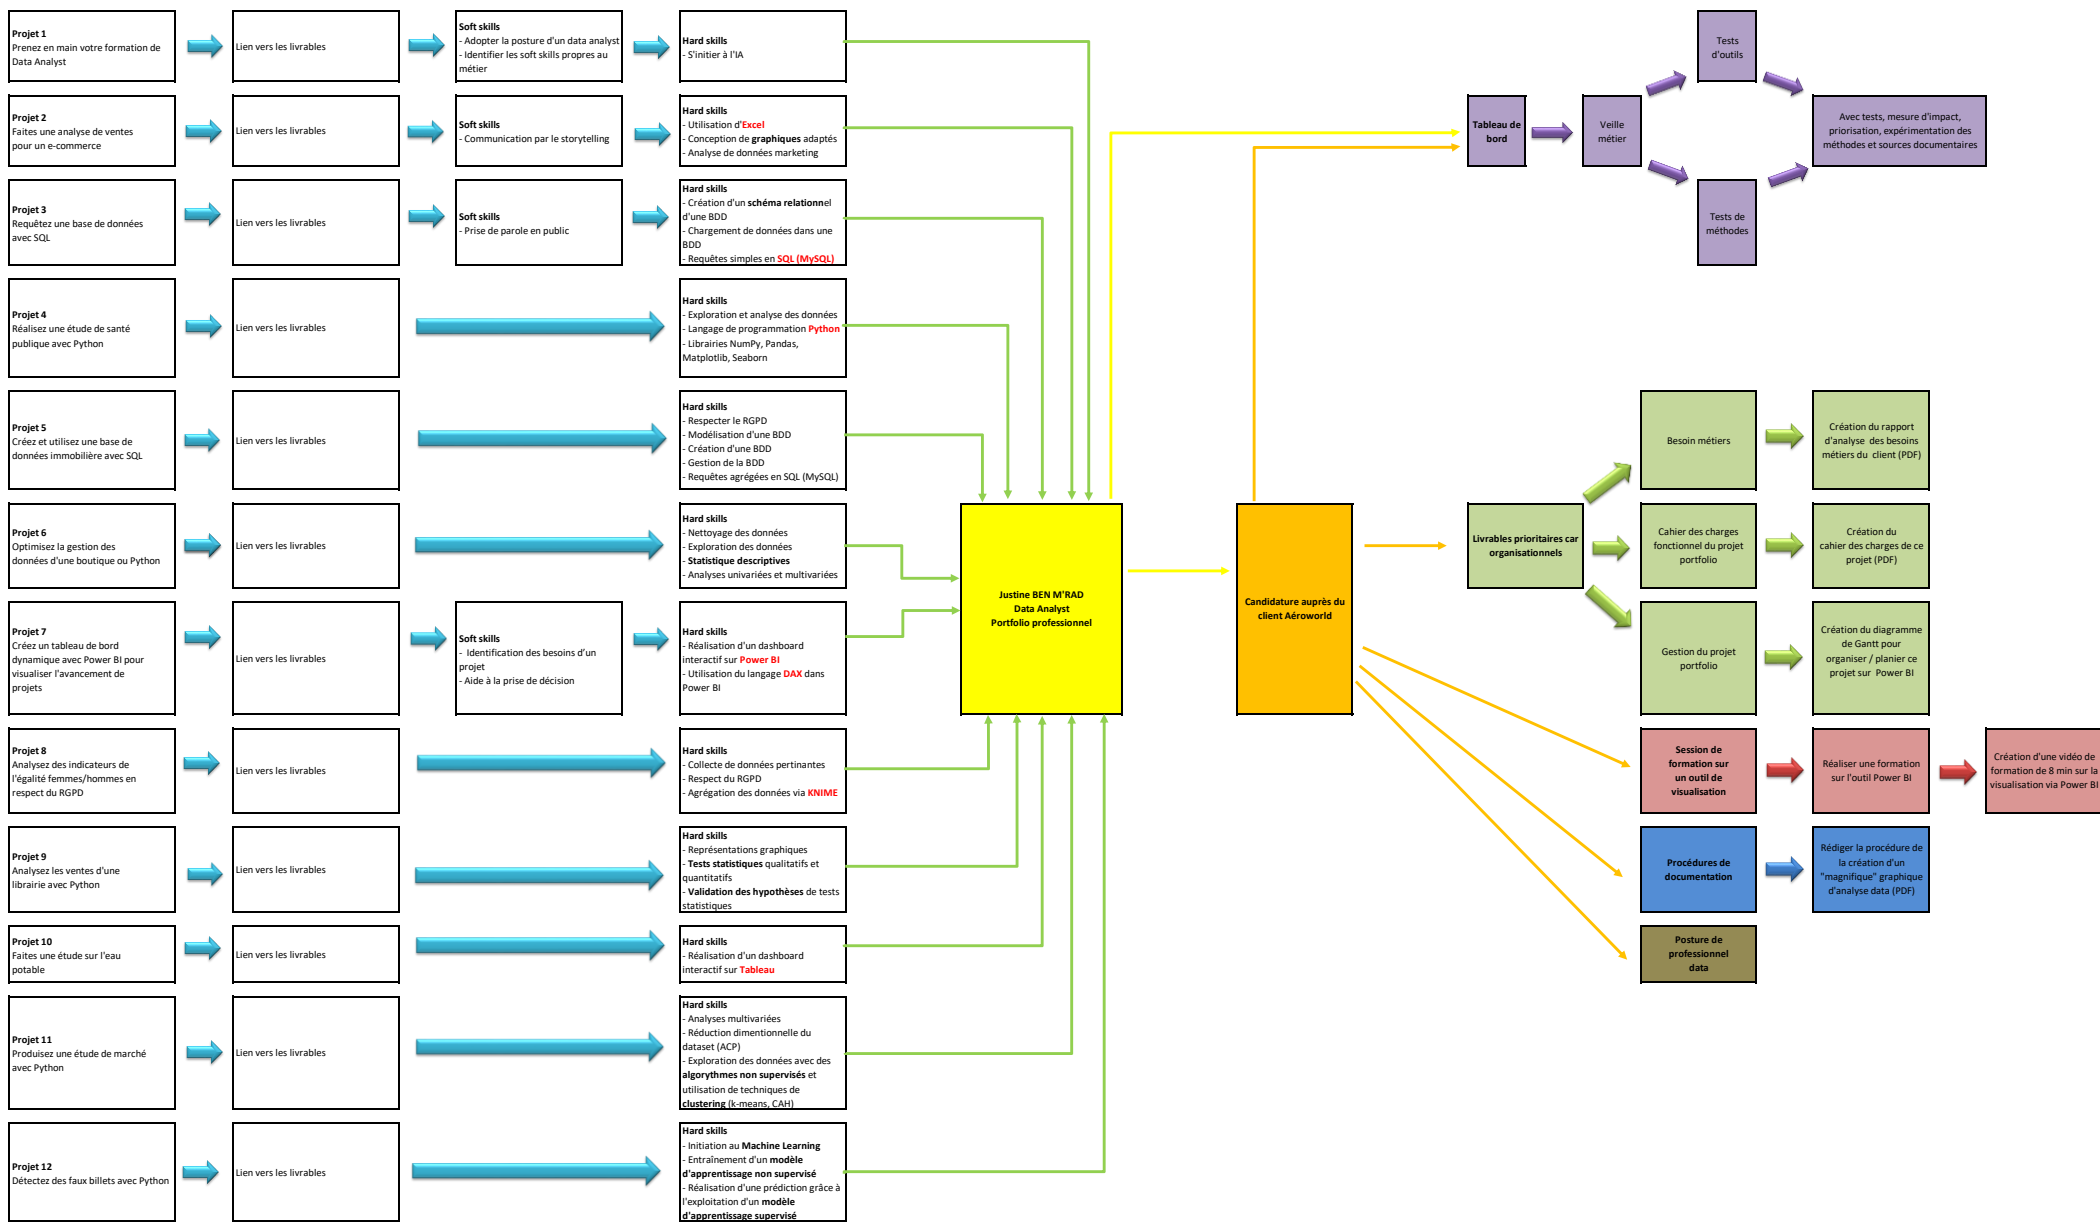 Projet 1
Prenez en main votre formation de
Data Analyst
Lien vers les livrables
Soft skills
- Adopter la posture d'un data analyst
- Identifier les soft skills propres au
métier
Hard skills
- S'initier à l'IA
Projet 2
Faites une analyse de ventes
pour un e-commerce
Lien vers les livrables
Soft skills
- Communication par le storytelling
Hard skills
- Utilisation d'Excel
- Conception de graphiques adaptés
- Analyse de données marketing
Projet 3
Requêtez une base de données
avec SQL
Lien vers les livrables
Soft skills
- Prise de parole en public
Hard skills
- Création d'un schéma relationnel
d'une BDD
- Chargement de données dans une
BDD
- Requêtes simples en SQL (MySQL)
Projet 4
Réalisez une étude de santé
publique avec Python
Lien vers les livrables
Hard skills
- Exploration et analyse des données
- Langage de programmation Python
- Librairies NumPy, Pandas,
Matplotlib, Seaborn
Projet 5
Créez et utilisez une base de
données immobilière avec SQL
Lien vers les livrables
Hard skills
- Respecter le RGPD
- Modélisation d'une BDD
- Création d'une BDD
- Gestion de la BDD
- Requêtes agrégées en SQL (MySQL)
Projet 6
Optimisez la gestion des
données d'une boutique ou Python
Lien vers les livrables
Hard skills
- Nettoyage des données
- Exploration des données
- Statistique descriptives
- Analyses univariées et multivariées
Projet 7
Créez un tableau de bord
dynamique avec Power BI pour
visualiser l'avancement de
projets
Lien vers les livrables
Soft skills
- Identification des besoins d'un
projet
- Aide à la prise de décision
Hard skills
- Réalisation d'un dashboard
interactif sur Power BI
- Utilisation du langage DAX dans
Power BI
Projet 8
Analysez des indicateurs de
l'égalité femmes/hommes en
respect du RGPD
Lien vers les livrables
Hard skills
- Collecte de données pertinantes
- Respect du RGPD
- Agrégation des données via KNIME
Projet 9
Analysez les ventes d'une
librairie avec Python
Lien vers les livrables
Hard skills
- Représentations graphiques
- Tests statistiques qualitatifs et
quantitatifs
- Validation des hypothèses de tests
statistiques
Projet 10
Faites une étude sur l'eau
potable
Lien vers les livrables
Hard skills
- Réalisation d'un dashboard
interactif sur Tableau
Projet 11
Produisez une étude de marché
avec Python
Lien vers les livrables
Hard skills
- Analyses multivariées
- Réduction dimentionnelle du
dataset (ACP)
- Exploration des données avec des
algorythmes non supervisés et
utilisation de techniques de
clustering (k-means, CAH)
Projet 12
Détectez des faux billets avec Python
Lien vers les livrables
Hard skills
- Initiation au Machine Learning
- Entraînement d'un modèle
d'apprentissage non supervisé
- Réalisation d'une prédiction grâce à
l'exploitation d'un modèle
d'apprentissage supervisé
Justine BEN M'RAD
Data Analyst
Portfolio professionnel
Candidature auprès du
client Aéroworld
Tableau de
bord
Veille
métier
Tests
d'outils
Tests de
méthodes
Avec tests, mesure d'impact,
priorisation, expérimentation des
méthodes et sources documentaires
Livrables prioritaires car
organisationnels
Besoin métiers
Création du rapport
d'analyse des besoins
métiers du client (PDF)
Cahier des charges
fonctionnel du projet
portfolio
Création du
cahier des charges de ce
projet (PDF)
Gestion du projet
portfolio
Création du diagramme
de Gantt pour
organiser / planier ce
projet sur Power BI
Session de
formation sur
un outil de
visualisation
Réaliser une formation
sur l'outil Power BI
Création d'une vidéo de
formation de 8 min sur la
visualisation via Power BI
Procédures de
documentation
Rédiger la procédure de
la création d'un
"magnifique" graphique
d'analyse data (PDF)
Posture de
professionnel
data